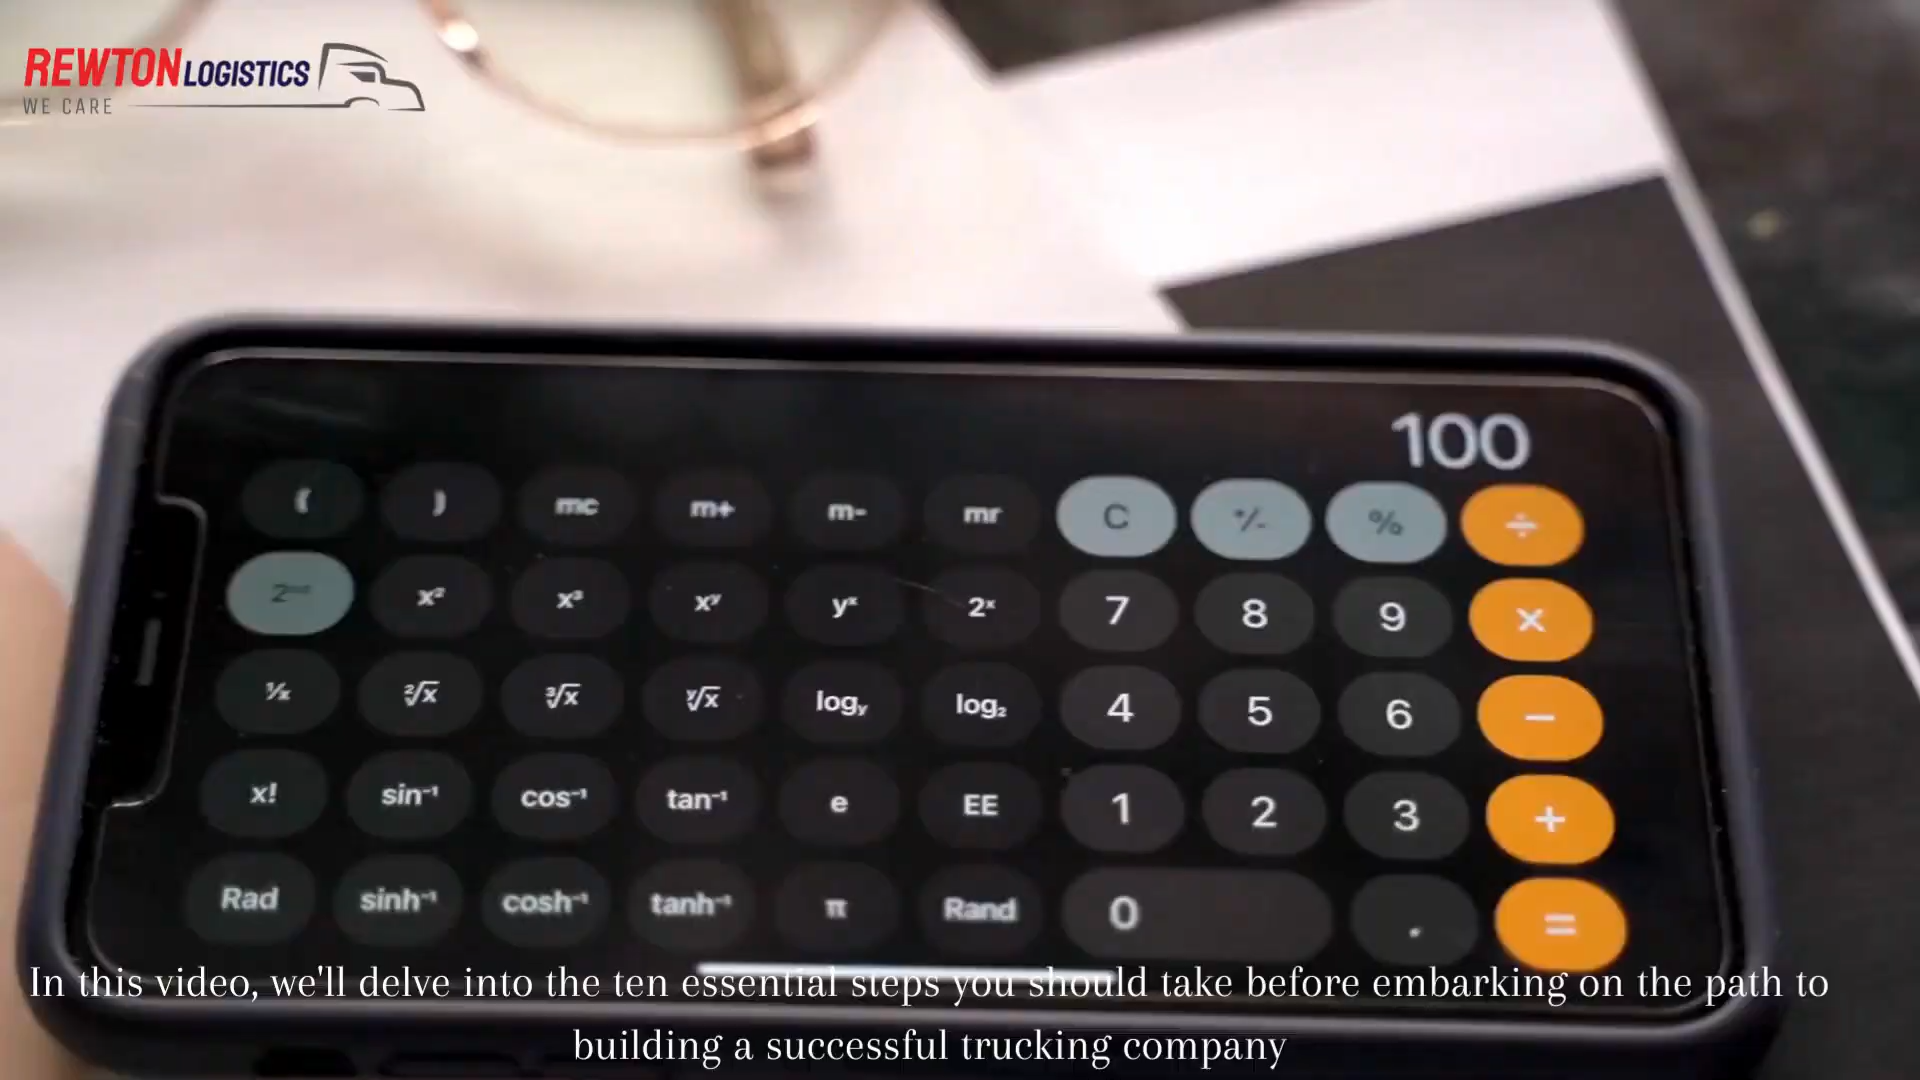 REWTON LOGISTICS
WE CARE
100
( ) mc m+ m- mr C +/- % ÷
2ⁿᵈ x² x³ xʸ yˣ 2ˣ 7 8 9 ×
¹/x ²√x ³√x ʸ√x logᵧ log₂ 4 5 6 −
x! sin⁻¹ cos⁻¹ tan⁻¹ e EE 1 2 3 +
Rad sinh⁻¹ cosh⁻¹ tanh⁻¹ π Rand 0 . =
In this video, we'll delve into the ten essential steps you should take before embarking on the path to
building a successful trucking company